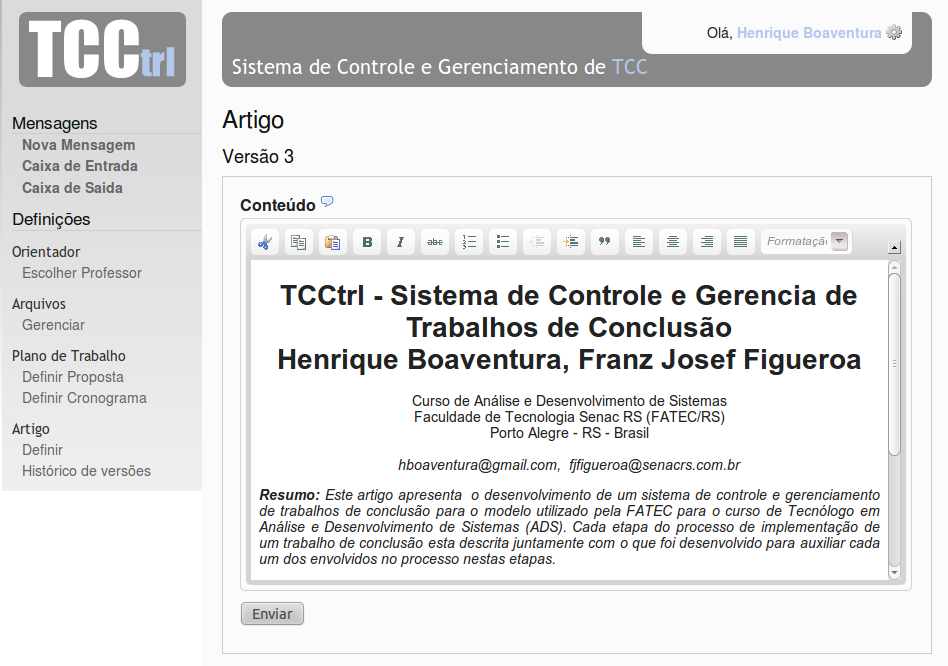 TCCtrl
Olá, Henrique Boaventura
Sistema de Controle e Gerenciamento de TCC
Mensagens
Nova Mensagem
Caixa de Entrada
Caixa de Saida
Definições
Orientador
Escolher Professor
Arquivos
Gerenciar
Plano de Trabalho
Definir Proposta
Definir Cronograma
Artigo
Definir
Histórico de versões
Artigo
Versão 3
Conteúdo
B I abc Formatação
TCCtrl - Sistema de Controle e Gerencia de
Trabalhos de Conclusão
Henrique Boaventura, Franz Josef Figueroa
Curso de Análise e Desenvolvimento de Sistemas
Faculdade de Tecnologia Senac RS (FATEC/RS)
Porto Alegre - RS - Brasil
hboaventura@gmail.com, fjfigueroa@senacrs.com.br
Resumo: Este artigo apresenta o desenvolvimento de um sistema de controle e gerenciamento
de trabalhos de conclusão para o modelo utilizado pela FATEC para o curso de Tecnólogo em
Análise e Desenvolvimento de Sistemas (ADS). Cada etapa do processo de implementação de
um trabalho de conclusão esta descrita juntamente com o que foi desenvolvido para auxiliar cada
um dos envolvidos no processo nestas etapas.
Enviar